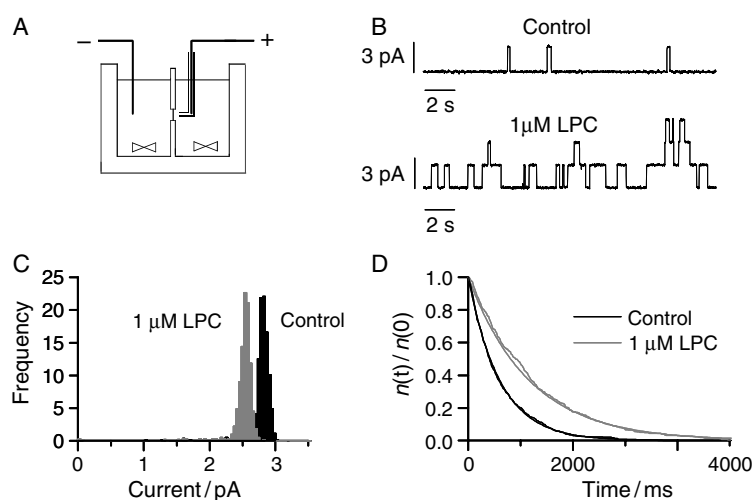 A
– +
B
Control
3 pA
2 s
1μM LPC
3 pA
2 s
C
25
20
15
10
5
0
Frequency
1 μM LPC
Control
0 1 2 3
Current / pA
D
1.0
0.8
0.6
0.4
0.2
0.0
n(t) / n(0)
Control
1 μM LPC
0 2000 4000
Time / ms